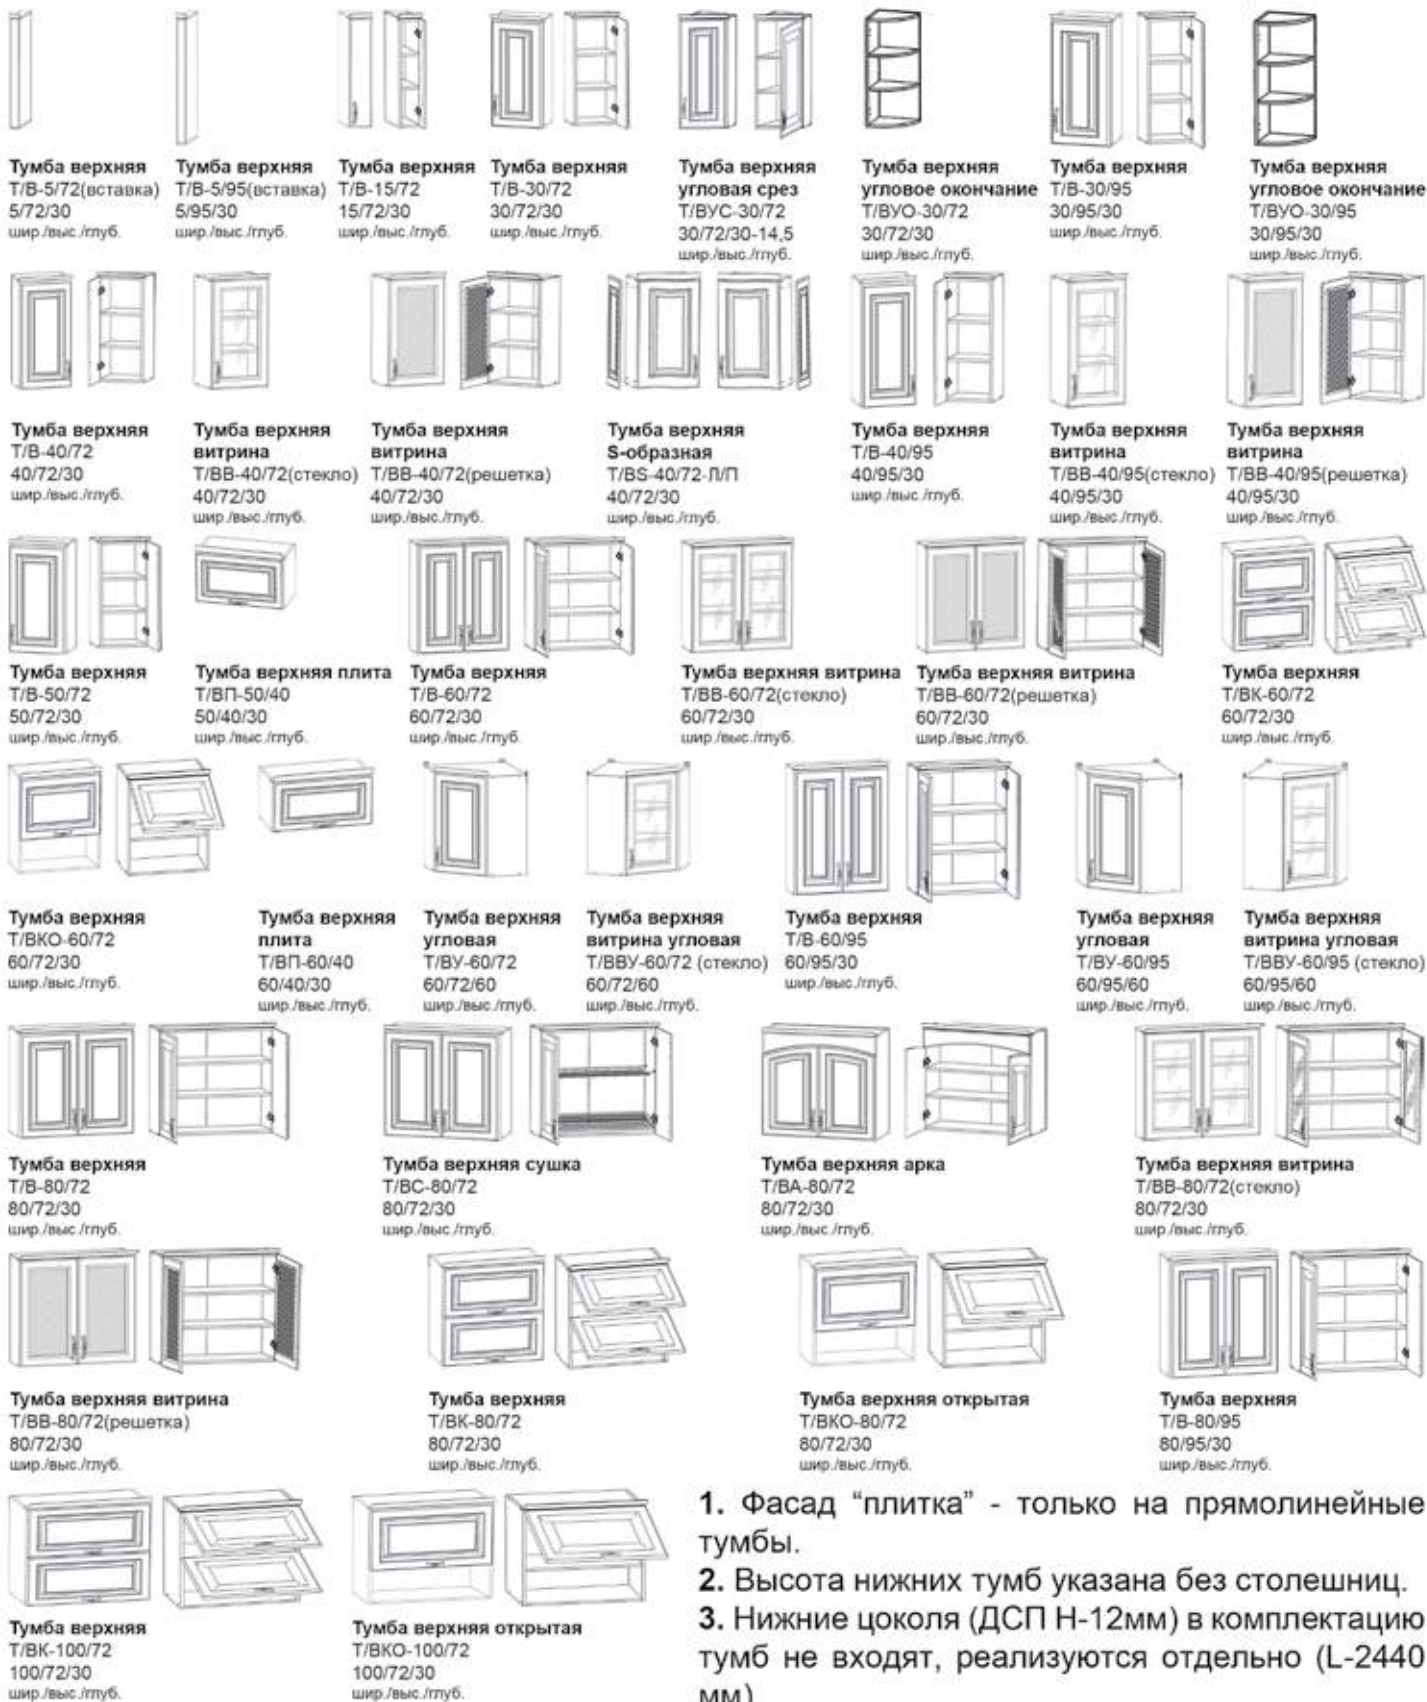 Тумба верхняя
Т/В-5/72(вставка)
5/72/30
шир./выс./глуб.
Тумба верхняя
Т/В-5/95(вставка)
5/95/30
шир./выс./глуб.
Тумба верхняя
Т/В-15/72
15/72/30
шир./выс./глуб.
Тумба верхняя
Т/В-30/72
30/72/30
шир./выс./глуб.
Тумба верхняя
угловая срез
Т/ВУС-30/72
30/72/30-14,5
шир./выс./глуб.
Тумба верхняя
угловое окончание
Т/ВУО-30/72
30/72/30
шир./выс./глуб.
Тумба верхняя
Т/В-30/95
30/95/30
шир./выс./глуб.
Тумба верхняя
угловое окончание
Т/ВУО-30/95
30/95/30
шир./выс./глуб.
Тумба верхняя
Т/В-40/72
40/72/30
шир./выс./глуб.
Тумба верхняя
витрина
Т/ВВ-40/72(стекло)
40/72/30
шир./выс./глуб.
Тумба верхняя
витрина
Т/ВВ-40/72(решетка)
40/72/30
шир./выс./глуб.
Тумба верхняя
S-образная
Т/BS-40/72-Л/П
40/72/30
шир./выс./глуб.
Тумба верхняя
Т/В-40/95
40/95/30
шир./выс./глуб.
Тумба верхняя
витрина
Т/ВВ-40/95(стекло)
40/95/30
шир./выс./глуб.
Тумба верхняя
витрина
Т/ВВ-40/95(решетка)
40/95/30
шир./выс./глуб.
Тумба верхняя
Т/В-50/72
50/72/30
шир./выс./глуб.
Тумба верхняя плита
Т/ВП-50/40
50/40/30
шир./выс./глуб.
Тумба верхняя
Т/В-60/72
60/72/30
шир./выс./глуб.
Тумба верхняя витрина
Т/ВВ-60/72(стекло)
60/72/30
шир./выс./глуб.
Тумба верхняя витрина
Т/ВВ-60/72(решетка)
60/72/30
шир./выс./глуб.
Тумба верхняя
Т/ВК-60/72
60/72/30
шир./выс./глуб.
Тумба верхняя
Т/ВКО-60/72
60/72/30
шир./выс./глуб.
Тумба верхняя
плита
Т/ВП-60/40
60/40/30
шир./выс./глуб.
Тумба верхняя
угловая
Т/ВУ-60/72
60/72/60
шир./выс./глуб.
Тумба верхняя
витрина угловая
Т/ВВУ-60/72 (стекло)
60/72/60
шир./выс./глуб.
Тумба верхняя
Т/В-60/95
60/95/30
шир./выс./глуб.
Тумба верхняя
угловая
Т/ВУ-60/95
60/95/60
шир./выс./глуб.
Тумба верхняя
витрина угловая
Т/ВВУ-60/95 (стекло)
60/95/60
шир./выс./глуб.
Тумба верхняя
Т/В-80/72
80/72/30
шир./выс./глуб.
Тумба верхняя сушка
Т/ВС-80/72
80/72/30
шир./выс./глуб.
Тумба верхняя арка
Т/ВА-80/72
80/72/30
шир./выс./глуб.
Тумба верхняя витрина
Т/ВВ-80/72(стекло)
80/72/30
шир./выс./глуб.
Тумба верхняя витрина
Т/ВВ-80/72(решетка)
80/72/30
шир./выс./глуб.
Тумба верхняя
Т/ВК-80/72
80/72/30
шир./выс./глуб.
Тумба верхняя открытая
Т/ВКО-80/72
80/72/30
шир./выс./глуб.
Тумба верхняя
Т/В-80/95
80/95/30
шир./выс./глуб.
Тумба верхняя
Т/ВК-100/72
100/72/30
шир./выс./глуб.
Тумба верхняя открытая
Т/ВКО-100/72
100/72/30
шир./выс./глуб.
1. Фасад “плитка” - только на прямолинейные
тумбы.
2. Высота нижних тумб указана без столешниц.
3. Нижние цоколя (ДСП Н-12мм) в комплектацию
тумб не входят, реализуются отдельно (L-2440
мм)